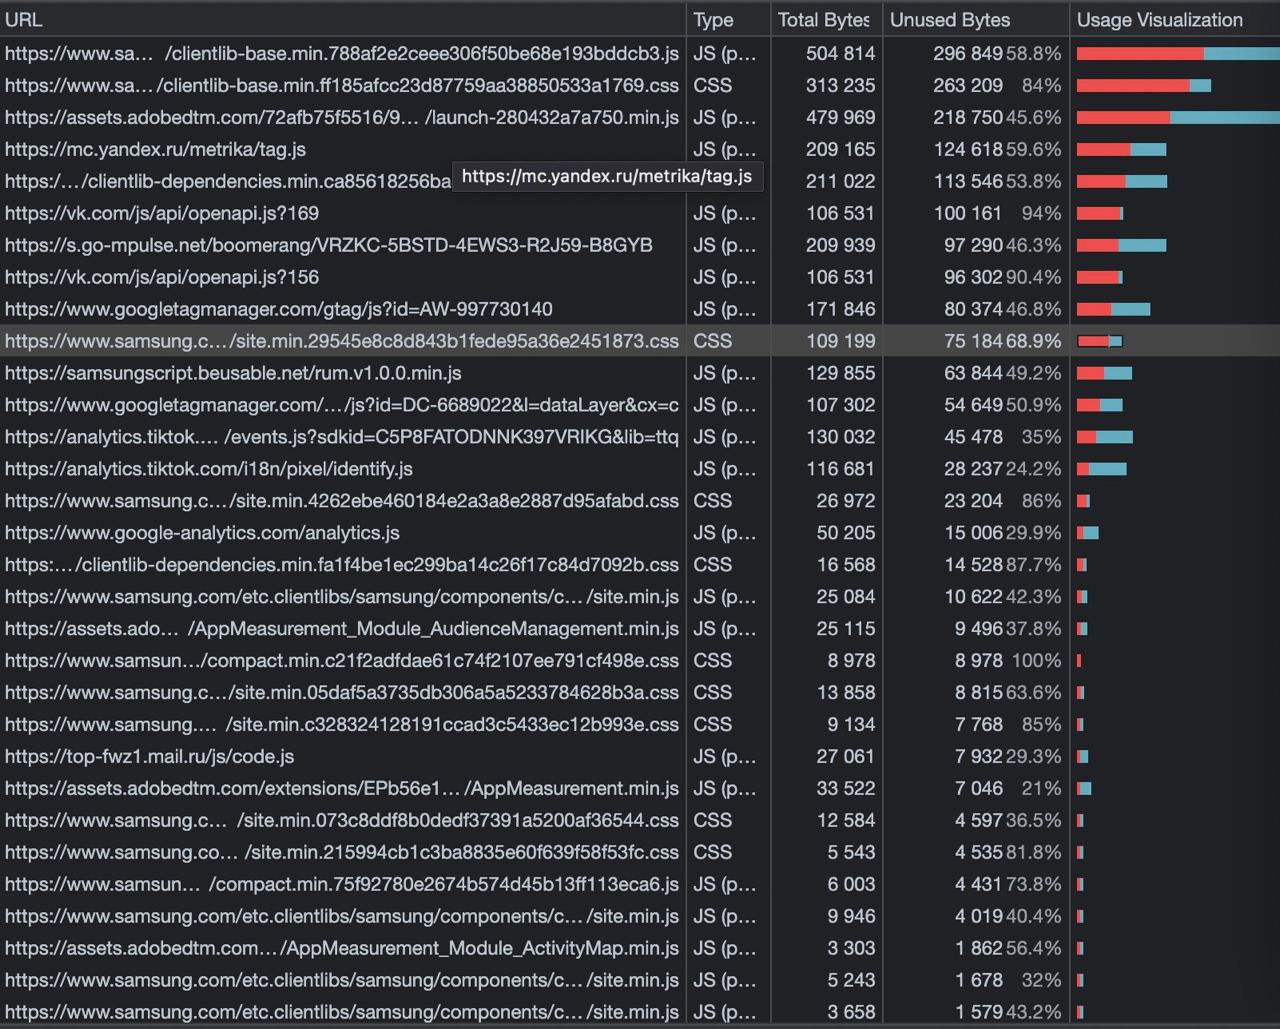 URL Type Total Bytes Unused Bytes Usage Visualization
https://www.sa… /clientlib-base.min.788af2e2ceee306f50be68e193bddcb3.js JS (p… 504 814 296 849 58.8%
https://www.sa…/clientlib-base.min.ff185afcc23d87759aa38850533a1769.css CSS 313 235 263 209 84%
https://assets.adobedtm.com/72afb75f5516/9… /launch-280432a7a750.min.js JS (p… 479 969 218 750 45.6%
https://mc.yandex.ru/metrika/tag.js JS (p… 209 165 124 618 59.6%
https://mc.yandex.ru/metrika/tag.js
https:/…/clientlib-dependencies.min.ca85618256ba JS (p… 211 022 113 546 53.8%
https://vk.com/js/api/openapi.js?169 JS (p… 106 531 100 161 94%
https://s.go-mpulse.net/boomerang/VRZKC-5BSTD-4EWS3-R2J59-B8GYB JS (p… 209 939 97 290 46.3%
https://vk.com/js/api/openapi.js?156 JS (p… 106 531 96 302 90.4%
https://www.googletagmanager.com/gtag/js?id=AW-997730140 JS (p… 171 846 80 374 46.8%
https://www.samsung.c…/site.min.29545e8c8d843b1fede95a36e2451873.css CSS 109 199 75 184 68.9%
https://samsungscript.beusable.net/rum.v1.0.0.min.js JS (p… 129 855 63 844 49.2%
https://www.googletagmanager.com/…/js?id=DC-6689022&l=dataLayer&cx=c JS (p… 107 302 54 649 50.9%
https://analytics.tiktok.… /events.js?sdkid=C5P8FATODNNK397VRIKG&lib=ttq JS (p… 130 032 45 478 35%
https://analytics.tiktok.com/i18n/pixel/identify.js JS (p… 116 681 28 237 24.2%
https://www.samsung.c…/site.min.4262ebe460184e2a3a8e2887d95afabd.css CSS 26 972 23 204 86%
https://www.google-analytics.com/analytics.js JS (p… 50 205 15 006 29.9%
https:…/clientlib-dependencies.min.fa1f4be1ec299ba14c26f17c84d7092b.css CSS 16 568 14 528 87.7%
https://www.samsung.com/etc.clientlibs/samsung/components/c… /site.min.js JS (p… 25 084 10 622 42.3%
https://assets.ado… /AppMeasurement_Module_AudienceManagement.min.js JS (p… 25 115 9 496 37.8%
https://www.samsun…/compact.min.c21f2adfdae61c74f2107ee791cf498e.css CSS 8 978 8 978 100%
https://www.samsung.c…/site.min.05daf5a3735db306a5a5233784628b3a.css CSS 13 858 8 815 63.6%
https://www.samsung.… /site.min.c328324128191ccad3c5433ec12b993e.css CSS 9 134 7 768 85%
https://top-fwz1.mail.ru/js/code.js JS (p… 27 061 7 932 29.3%
https://assets.adobedtm.com/extensions/EPb56e1… /AppMeasurement.min.js JS (p… 33 522 7 046 21%
https://www.samsung.c… /site.min.073c8ddf8b0dedf37391a5200af36544.css CSS 12 584 4 597 36.5%
https://www.samsung.co… /site.min.215994cb1c3ba8835e60f639f58f53fc.css CSS 5 543 4 535 81.8%
https://www.samsun… /compact.min.75f92780e2674b574d45b13ff113eca6.js JS (p… 6 003 4 431 73.8%
https://www.samsung.com/etc.clientlibs/samsung/components/c… /site.min.js JS (p… 9 946 4 019 40.4%
https://assets.adobedtm.com…/AppMeasurement_Module_ActivityMap.min.js JS (p… 3 303 1 862 56.4%
https://www.samsung.com/etc.clientlibs/samsung/components/c… /site.min.js JS (p… 5 243 1 678 32%
https://www.samsung.com/etc.clientlibs/samsung/components/c… /site.min.js JS (p… 3 658 1 579 43.2%